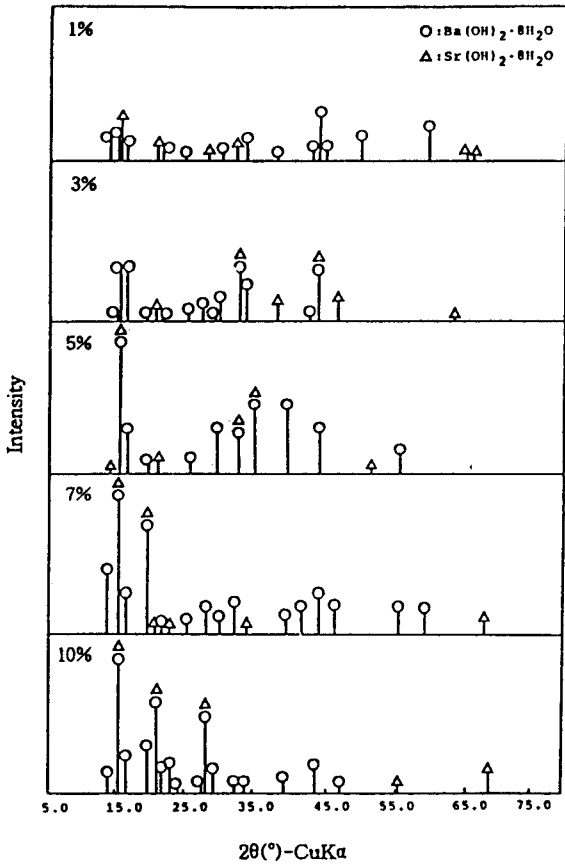 1%
○:Ba(OH)2·8H2O
△:Sr(OH)2·8H2O
3%
5%
7%
10%
Intensity
5.0 15.0 25.0 35.0 45.0 55.0 65.0 75.0
2θ(°)-CuKα